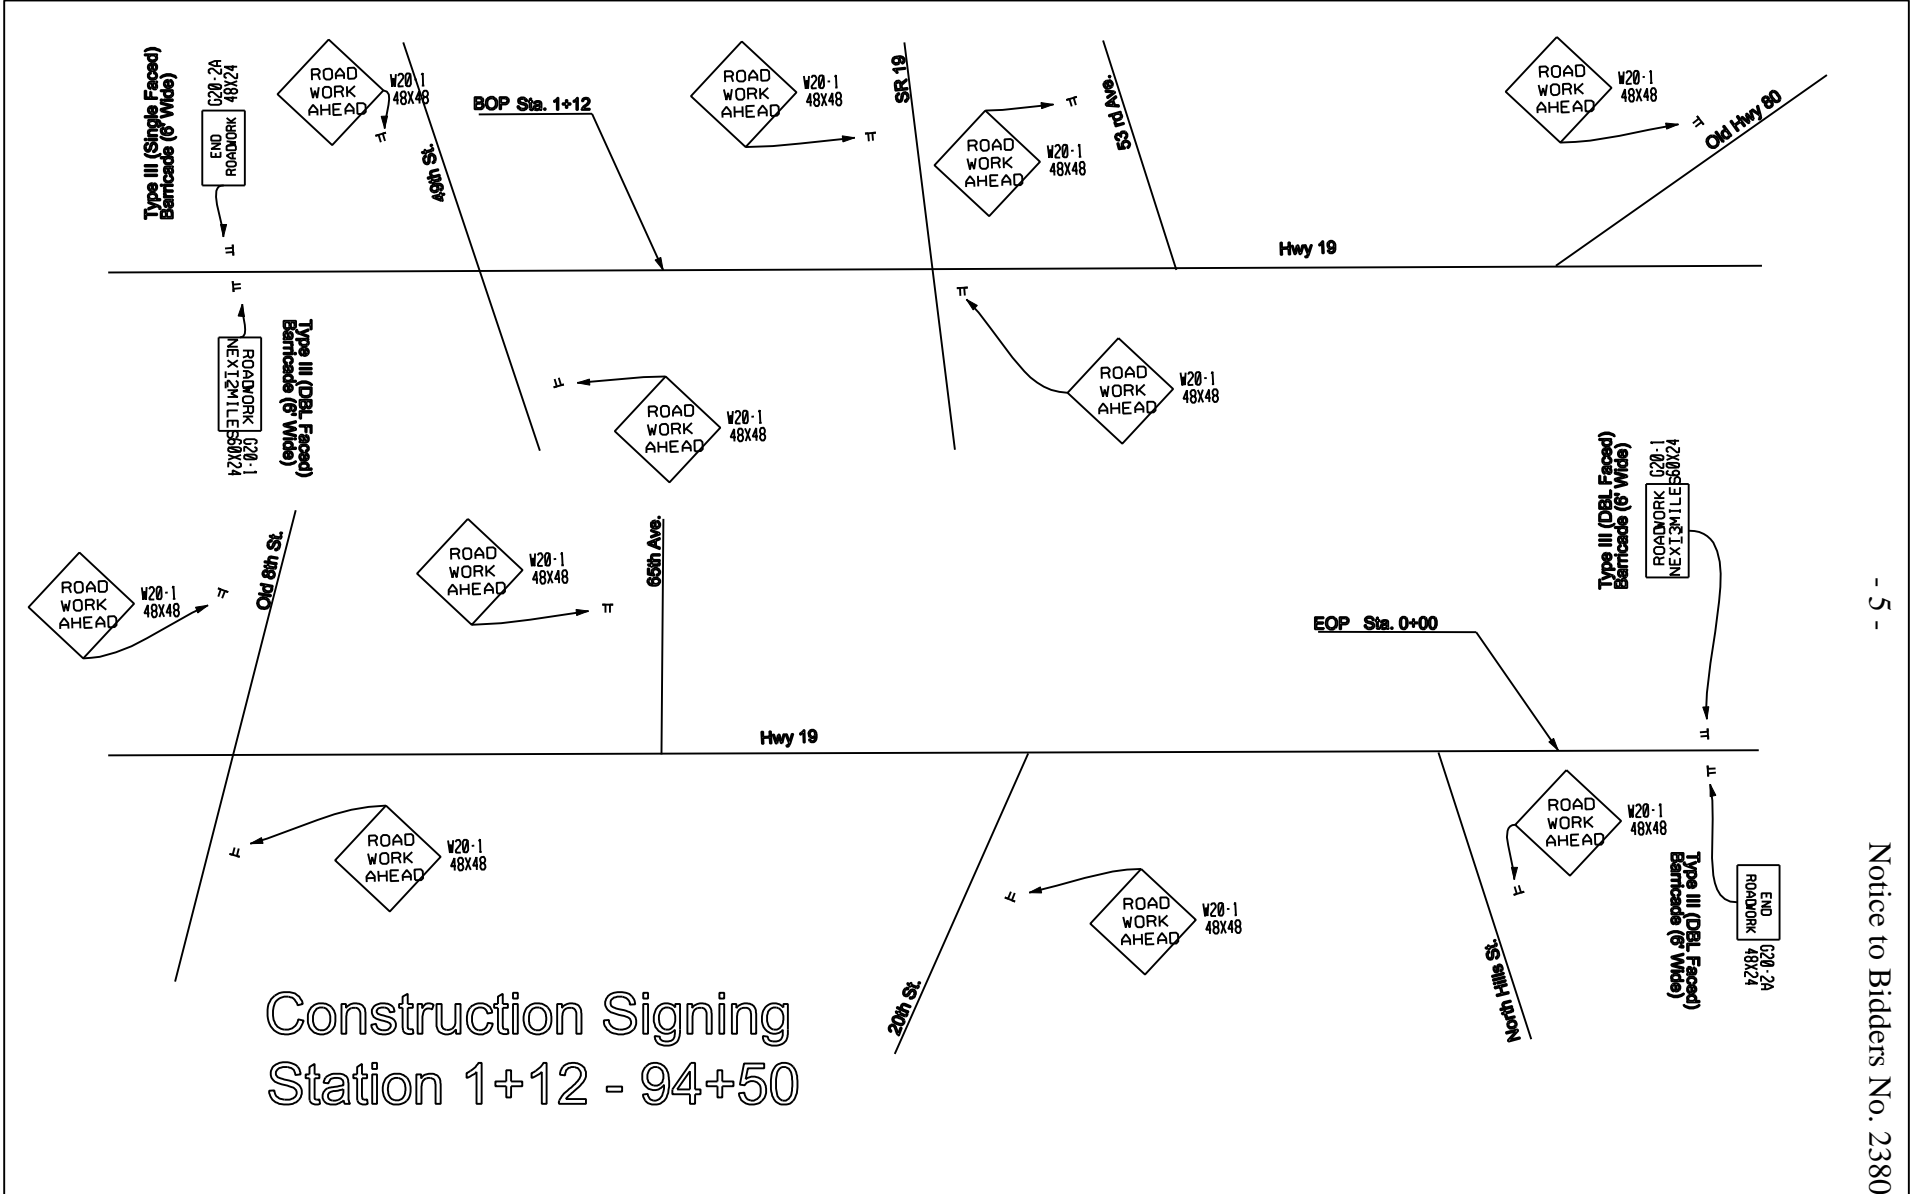 Type III (Single Faced)
Barricade (6' Wide)
G20-2A
48X24
END
ROADWORK
ROAD
WORK
AHEAD
W20-1
48X48
49th St.
BOP Sta. 1+12
ROAD
WORK
AHEAD
W20-1
48X48
SR 19
ROAD
WORK
AHEAD
W20-1
48X48
53 rd Ave.
ROAD
WORK
AHEAD
W20-1
48X48
Old Hwy 80
Hwy 19
ROADWORK
NEXT2MILES
G20-1
60X24
Type III (DBL Faced)
Barricade (6' Wide)
ROAD
WORK
AHEAD
W20-1
48X48
ROAD
WORK
AHEAD
W20-1
48X48
Type III (DBL Faced)
Barricade (6' Wide)
G20-1
60X24
ROADWORK
NEXT3MILES
ROAD
WORK
AHEAD
W20-1
48X48
Old 8th St.
ROAD
WORK
AHEAD
W20-1
48X48
65th Ave.
EOP Sta. 0+00
Hwy 19
ROAD
WORK
AHEAD
W20-1
48X48
20th St.
ROAD
WORK
AHEAD
W20-1
48X48
North Hills St.
ROAD
WORK
AHEAD
W20-1
48X48
Type III (DBL Faced)
Barricade (6' Wide)
END
ROADWORK
G20-2A
48X24
Construction Signing
Station 1+12 - 94+50
- 5 -
Notice to Bidders No. 2380